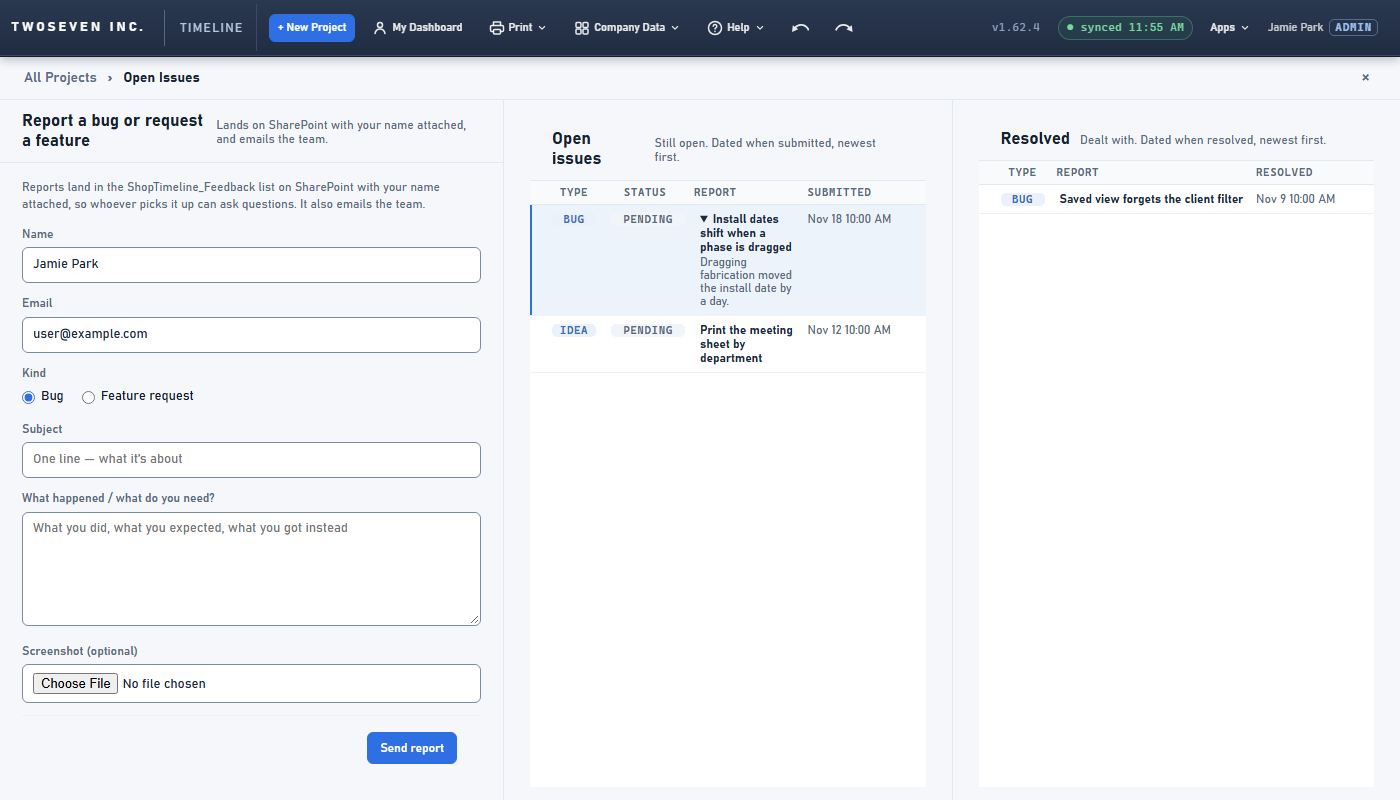 TWOSEVEN INC. TIMELINE + New Project My Dashboard Print Company Data Help v1.62.4 synced 11:55 AM Apps Jamie Park ADMIN
All Projects › Open Issues ×
Report a bug or request
a feature
Lands on SharePoint with your name attached,
and emails the team.
Reports land in the ShopTimeline_Feedback list on SharePoint with your name
attached, so whoever picks it up can ask questions. It also emails the team.
Name
Jamie Park
Email
user@example.com
Kind
Bug Feature request
Subject
One line — what it's about
What happened / what do you need?
What you did, what you expected, what you got instead
Screenshot (optional)
Choose File No file chosen
Send report
Open
issues
Still open. Dated when submitted, newest
first.
TYPE STATUS REPORT SUBMITTED
BUG PENDING ▼ Install dates Nov 18 10:00 AM
shift when a
phase is dragged
Dragging
fabrication moved
the install date by
a day.
IDEA PENDING Print the meeting Nov 12 10:00 AM
sheet by
department
Resolved Dealt with. Dated when resolved, newest first.
TYPE REPORT RESOLVED
BUG Saved view forgets the client filter Nov 9 10:00 AM